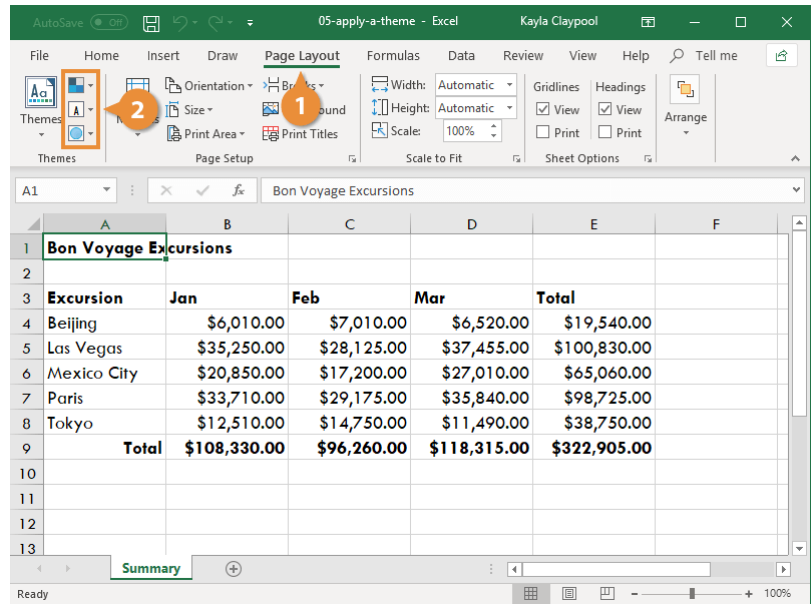 AutoSave Off 05-apply-a-theme - Excel Kayla Claypool
File Home Insert Draw Page Layout Formulas Data Review View Help Tell me
Aa Orientation Width: Automatic Gridlines Headings
A 2 Size 1 Height: Automatic View View Arrange
Themes Print Area Print Titles Scale: 100% Print Print
Themes Page Setup Scale to Fit Sheet Options
A1 fx Bon Voyage Excursions
A B C D E F
1 Bon Voyage Excursions
2
3 Excursion Jan Feb Mar Total
4 Beijing $6,010.00 $7,010.00 $6,520.00 $19,540.00
5 Las Vegas $35,250.00 $28,125.00 $37,455.00 $100,830.00
6 Mexico City $20,850.00 $17,200.00 $27,010.00 $65,060.00
7 Paris $33,710.00 $29,175.00 $35,840.00 $98,725.00
8 Tokyo $12,510.00 $14,750.00 $11,490.00 $38,750.00
9 Total $108,330.00 $96,260.00 $118,315.00 $322,905.00
10
11
12
13
Summary
Ready 100%